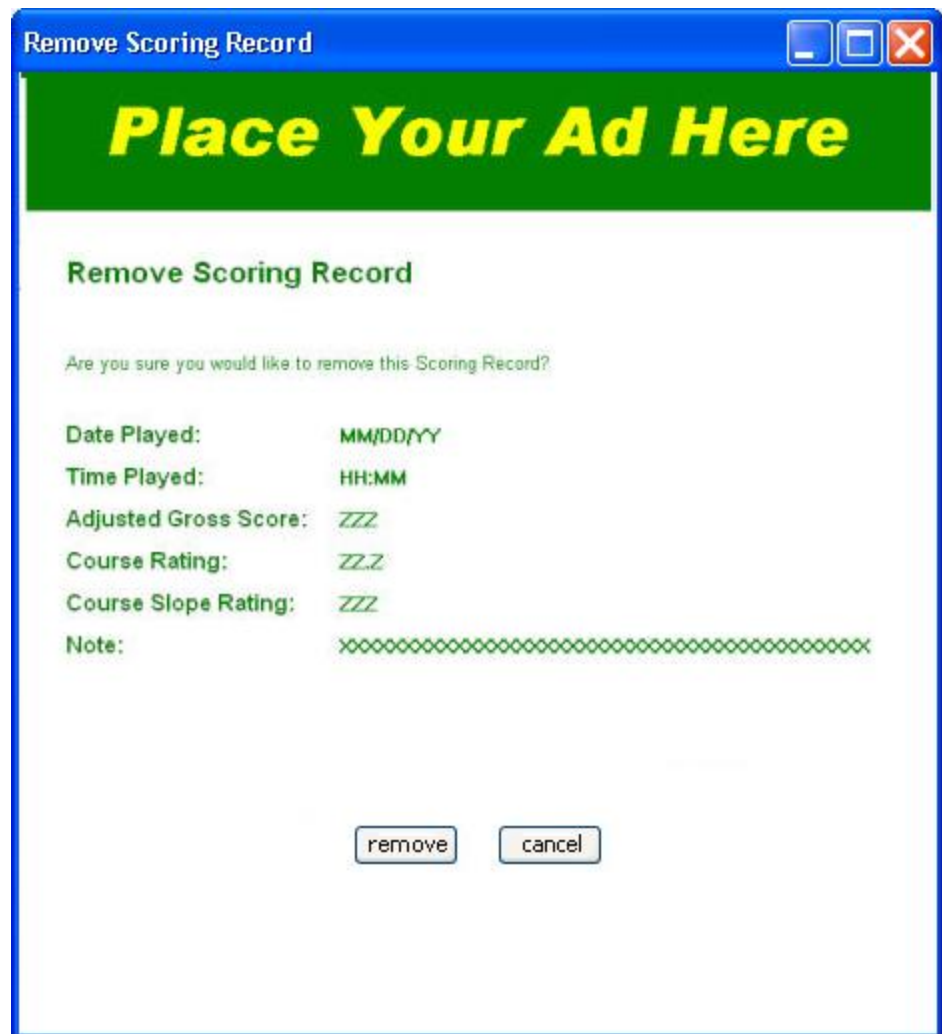 Remove Scoring Record
Place Your Ad Here
Remove Scoring Record
Are you sure you would like to remove this Scoring Record?
Date Played: MM/DD/YY
Time Played: HH:MM
Adjusted Gross Score: ZZZ
Course Rating: ZZ.Z
Course Slope Rating: ZZZ
Note: XXXXXXXXXXXXXXXXXXXXXXXXXXXXXXXXXXXXXXXXXXX
remove cancel